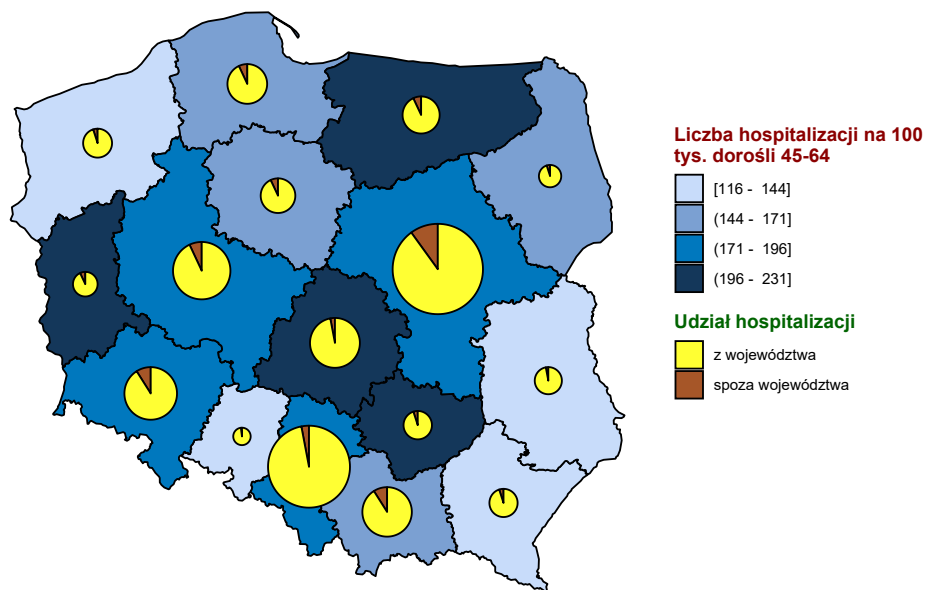 Liczba hospitalizacji na 100
tys. dorośli 45-64
[116 - 144]
(144 - 171]
(171 - 196]
(196 - 231]
Udział hospitalizacji
z województwa
spoza województwa